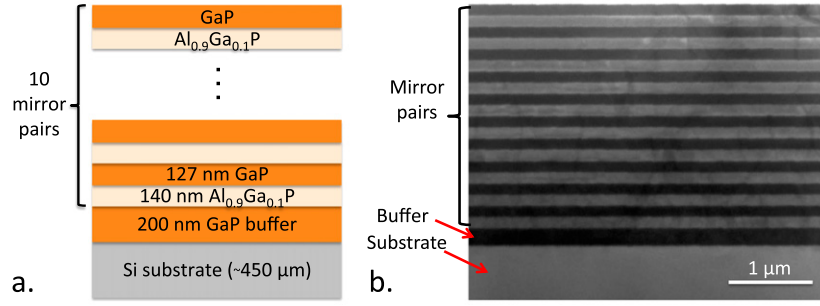 GaP
Al₀.₉Ga₀.₁P
10
mirror
pairs
127 nm GaP
140 nm Al₀.₉Ga₀.₁P
200 nm GaP buffer
Si substrate (~450 μm)
a.
Mirror
pairs
Buffer
Substrate
1 μm
b.